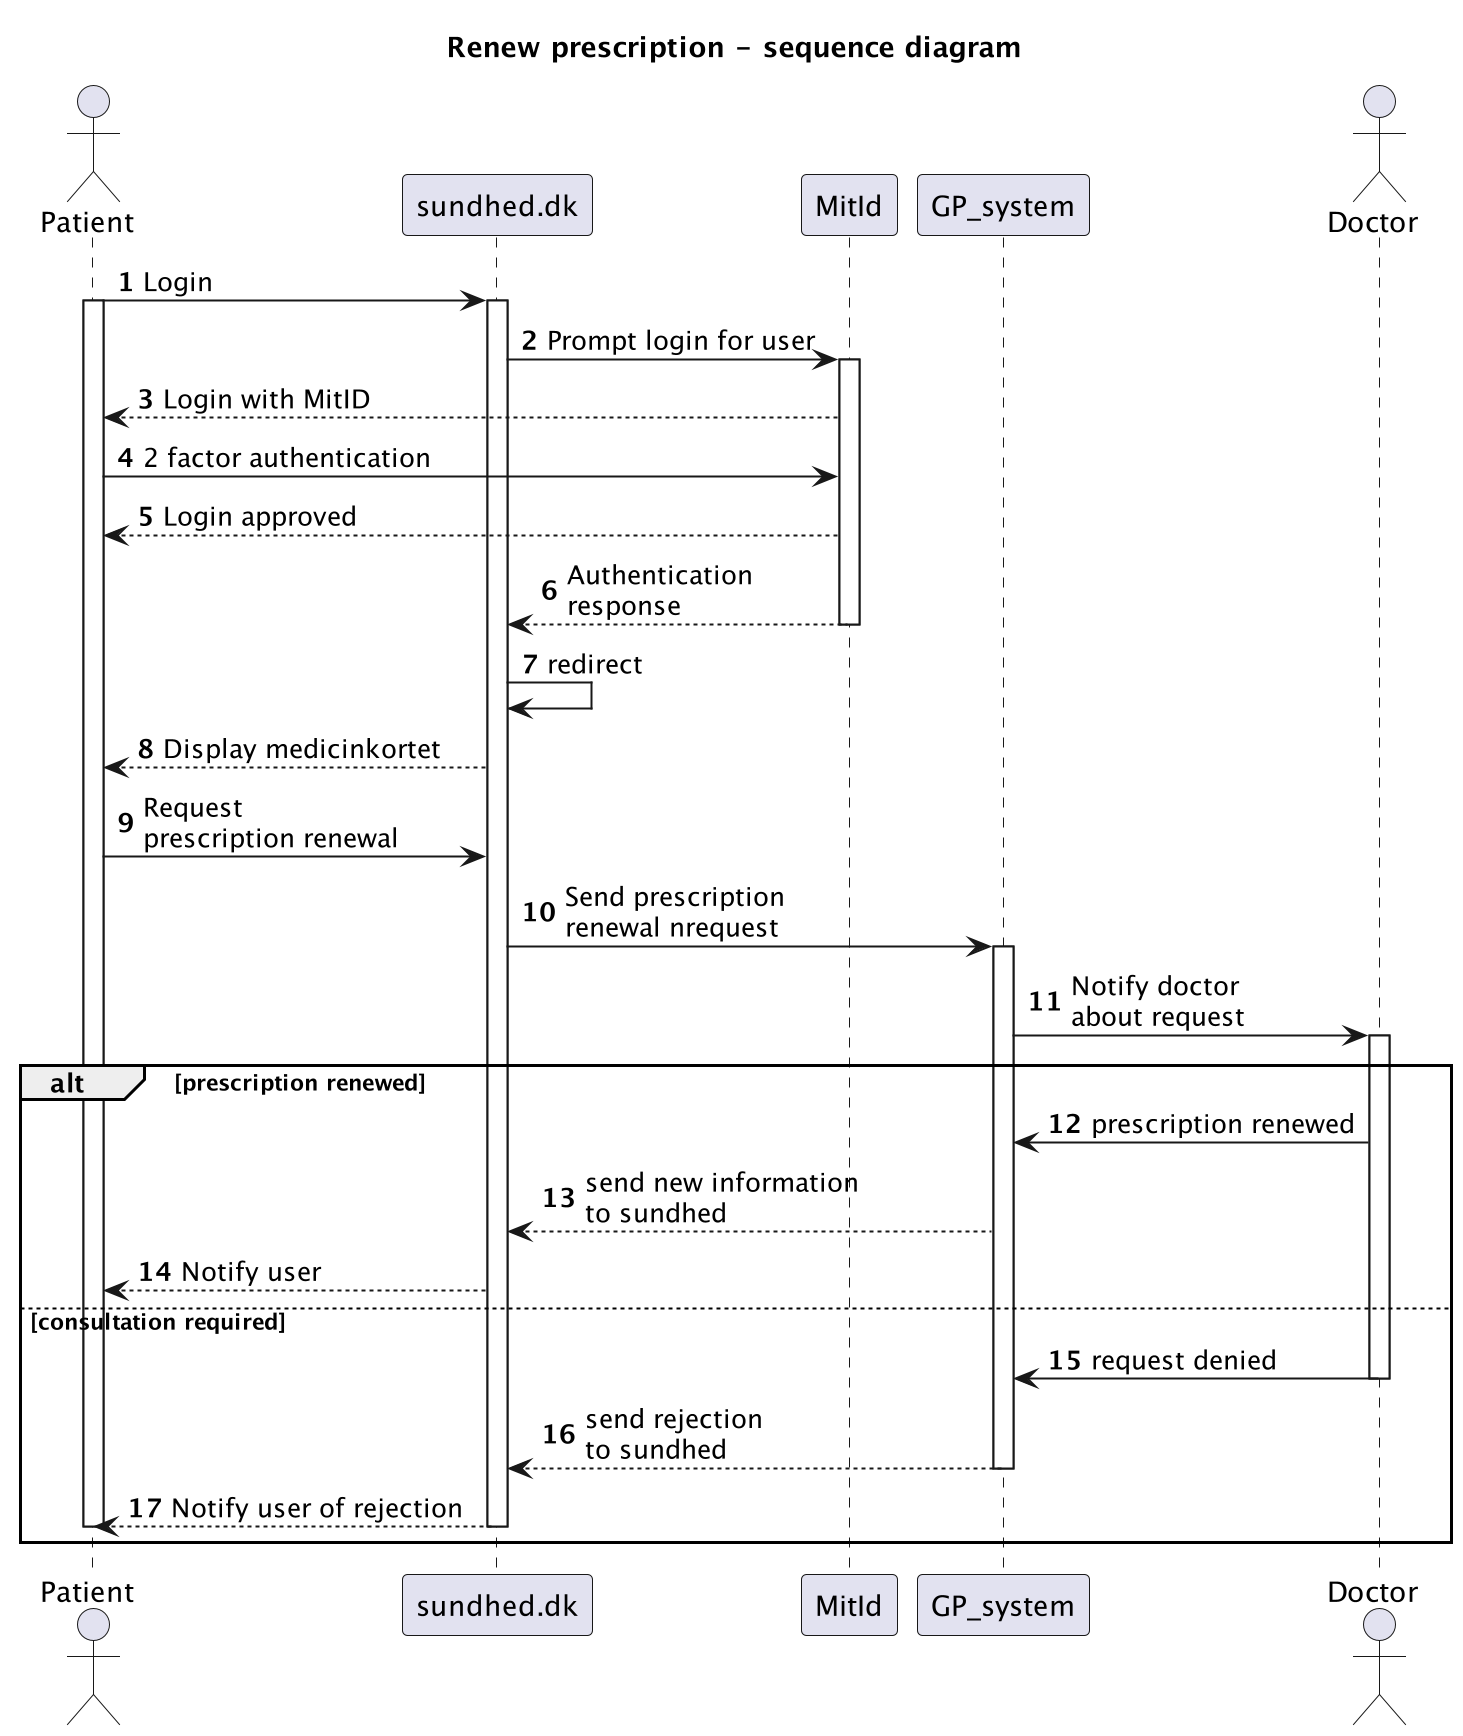 Renew prescription - sequence diagram
Patient
sundhed.dk
MitId
GP_system
Doctor
1 Login
2 Prompt login for user
3 Login with MitID
4 2 factor authentication
5 Login approved
6 Authentication
response
7 redirect
8 Display medicinkortet
9 Request
prescription renewal
10 Send prescription
renewal nrequest
11 Notify doctor
about request
alt [prescription renewed]
12 prescription renewed
13 send new information
to sundhed
14 Notify user
[consultation required]
15 request denied
16 send rejection
to sundhed
17 Notify user of rejection
Patient
sundhed.dk
MitId
GP_system
Doctor